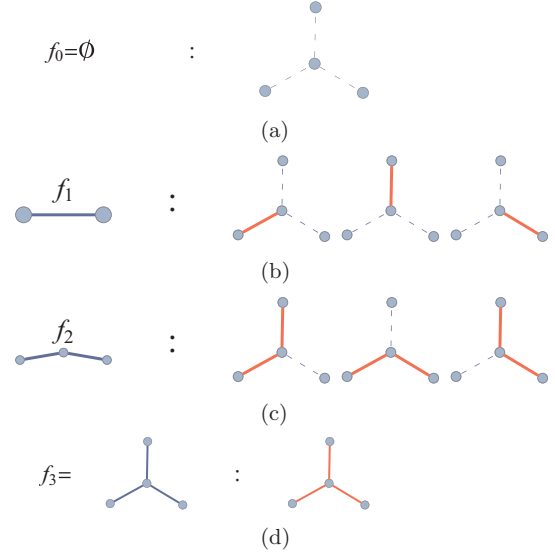 f₀=ϕ :
(a)
f₁ :
(b)
f₂ :
(c)
f₃= :
(d)